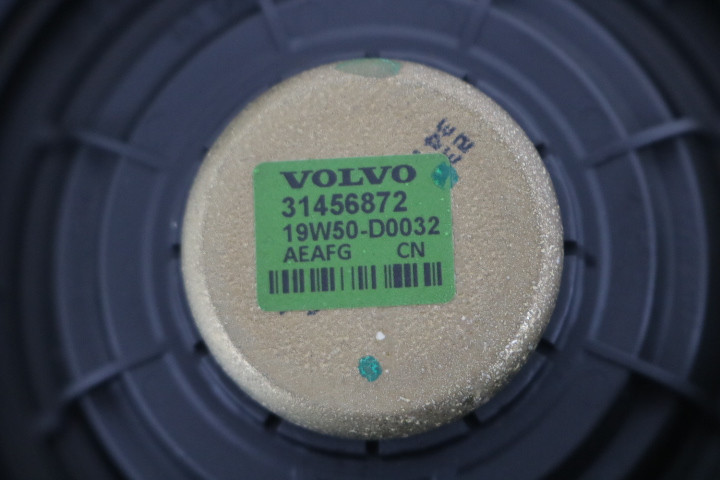 VOLVO
31456872
19W50-D0032
AEAFG CN